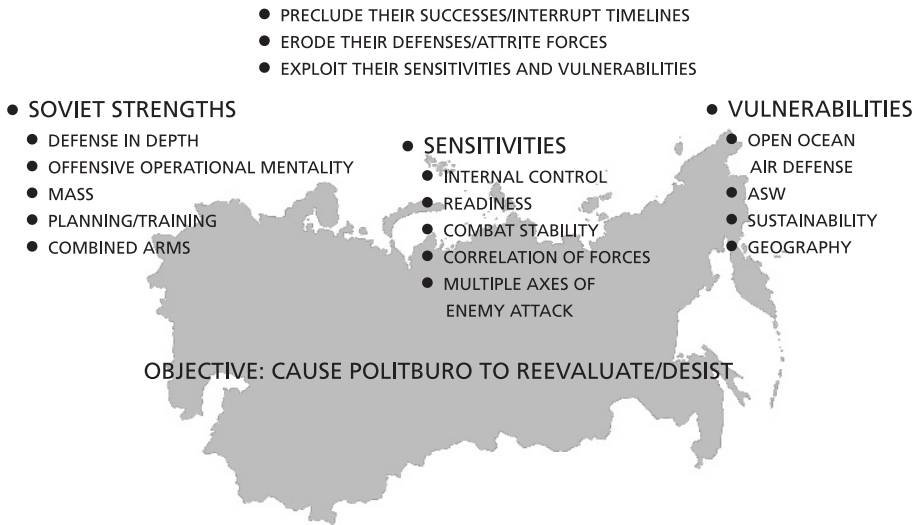 ● PRECLUDE THEIR SUCCESSES/INTERRUPT TIMELINES
● ERODE THEIR DEFENSES/ATTRITE FORCES
● EXPLOIT THEIR SENSITIVITIES AND VULNERABILITIES
● SOVIET STRENGTHS
● DEFENSE IN DEPTH
● OFFENSIVE OPERATIONAL MENTALITY
● MASS
● PLANNING/TRAINING
● COMBINED ARMS
● SENSITIVITIES
● INTERNAL CONTROL
● READINESS
● COMBAT STABILITY
● CORRELATION OF FORCES
● MULTIPLE AXES OF
ENEMY ATTACK
● VULNERABILITIES
● OPEN OCEAN
AIR DEFENSE
● ASW
● SUSTAINABILITY
● GEOGRAPHY
OBJECTIVE: CAUSE POLITBURO TO REEVALUATE/DESIST